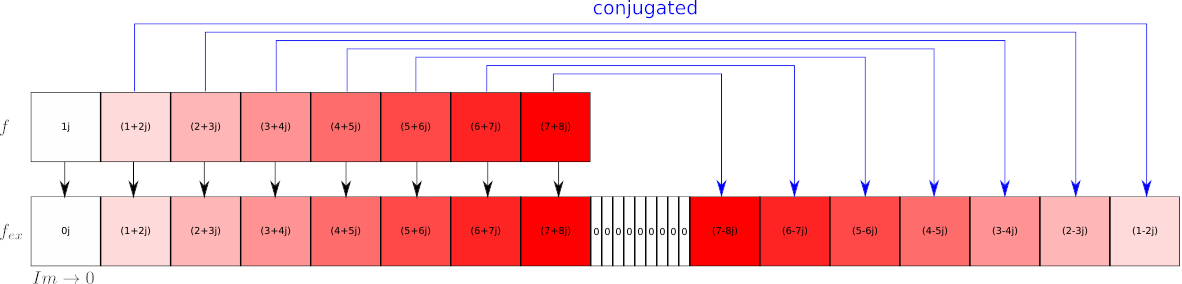 conjugated
f 1j (1+2j) (2+3j) (3+4j) (4+5j) (5+6j) (6+7j) (7+8j)
f_{ex} 0j (1+2j) (2+3j) (3+4j) (4+5j) (5+6j) (6+7j) (7+8j) 0 0 0 0 0 0 0 0 0 (7-8j) (6-7j) (5-6j) (4-5j) (3-4j) (2-3j) (1-2j)
Im → 0